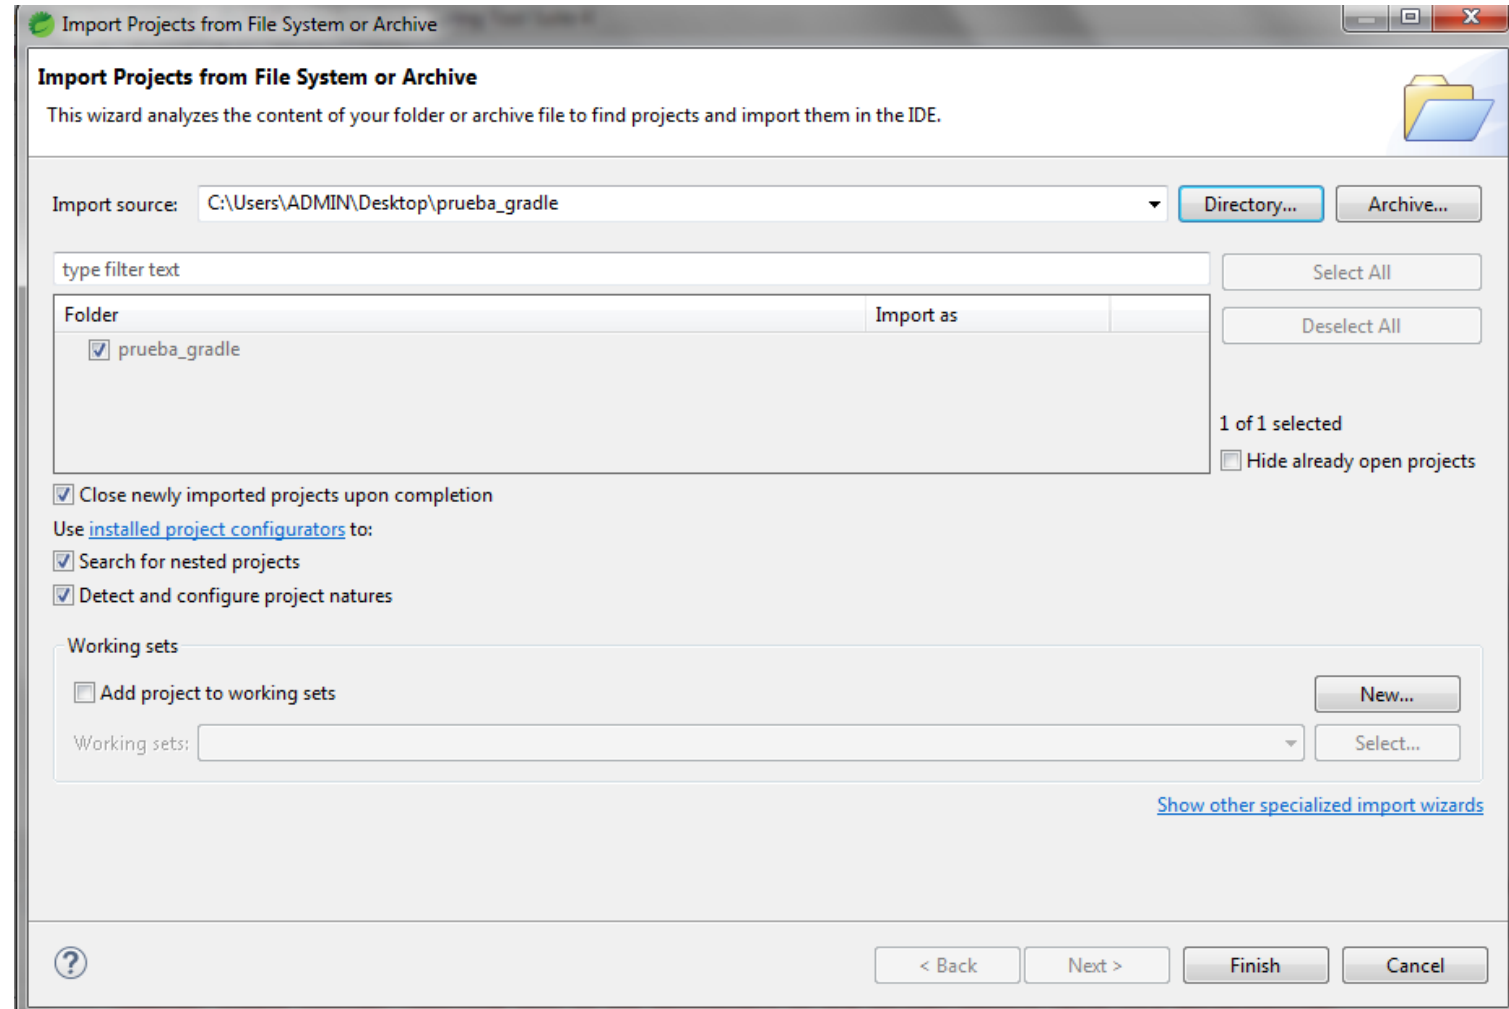 Import Projects from File System or Archive
Import Projects from File System or Archive
This wizard analyzes the content of your folder or archive file to find projects and import them in the IDE.
Import source: C:\Users\ADMIN\Desktop\prueba_gradle Directory... Archive...
type filter text Select All
Folder Import as
Deselect All
prueba_gradle
1 of 1 selected
Hide already open projects
Close newly imported projects upon completion
Use installed project configurators to:
Search for nested projects
Detect and configure project natures
Working sets
Add project to working sets New...
Working sets: Select...
Show other specialized import wizards
? < Back Next > Finish Cancel